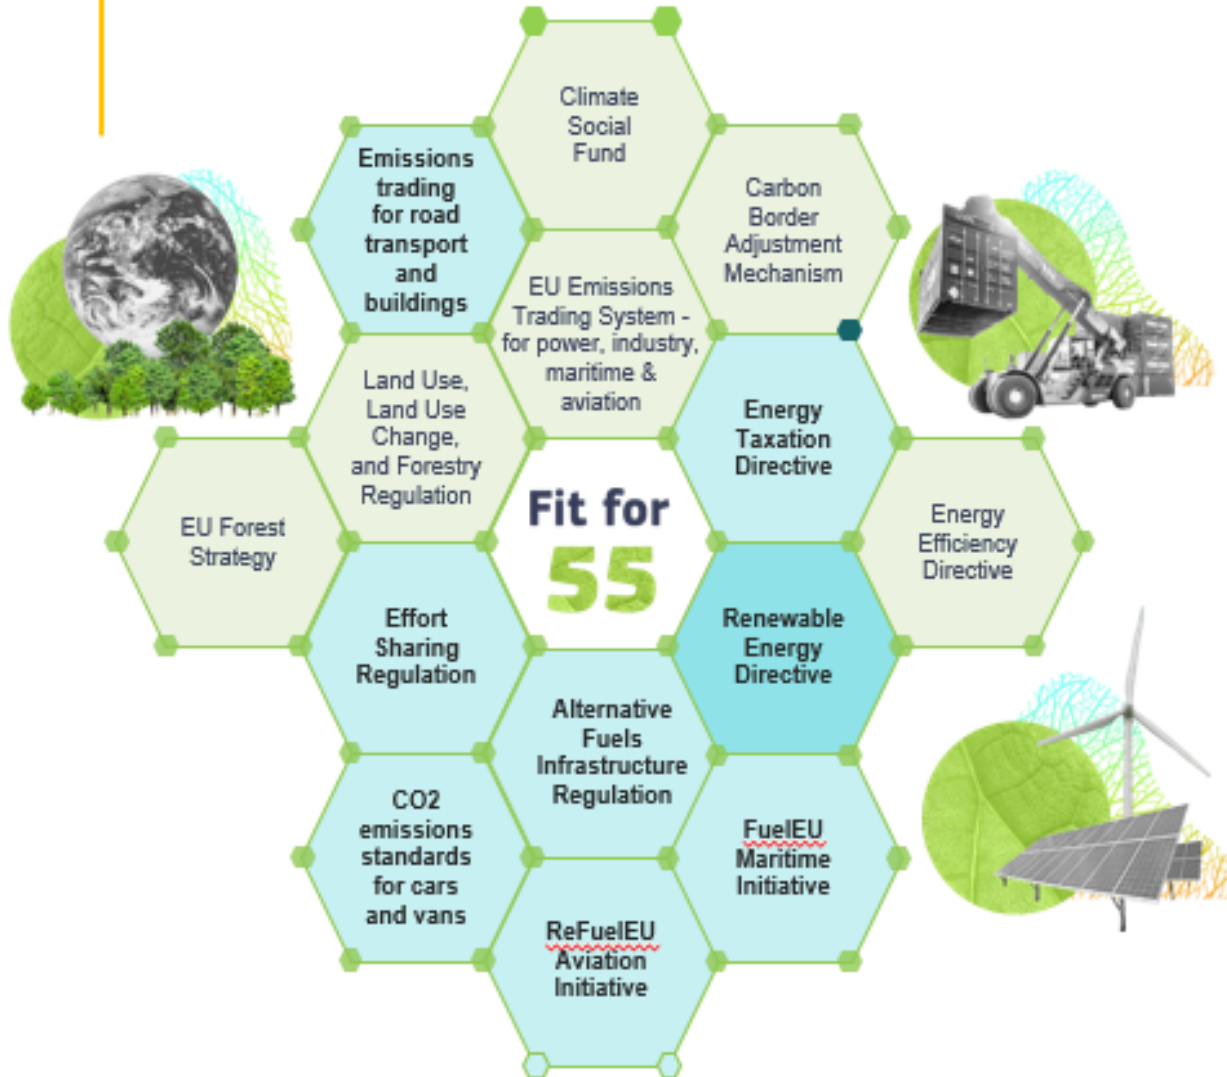 Climate
Social
Fund
Emissions
trading
for road
transport
and
buildings
Carbon
Border
Adjustment
Mechanism
EU Emissions
Trading System -
for power, industry,
maritime &
aviation
Land Use,
Land Use
Change,
and Forestry
Regulation
Energy
Taxation
Directive
EU Forest
Strategy
Fit for
55
Energy
Efficiency
Directive
Effort
Sharing
Regulation
Renewable
Energy
Directive
Alternative
Fuels
Infrastructure
Regulation
CO2
emissions
standards
for cars
and vans
FuelEU
Maritime
Initiative
ReFuelEU
Aviation
Initiative